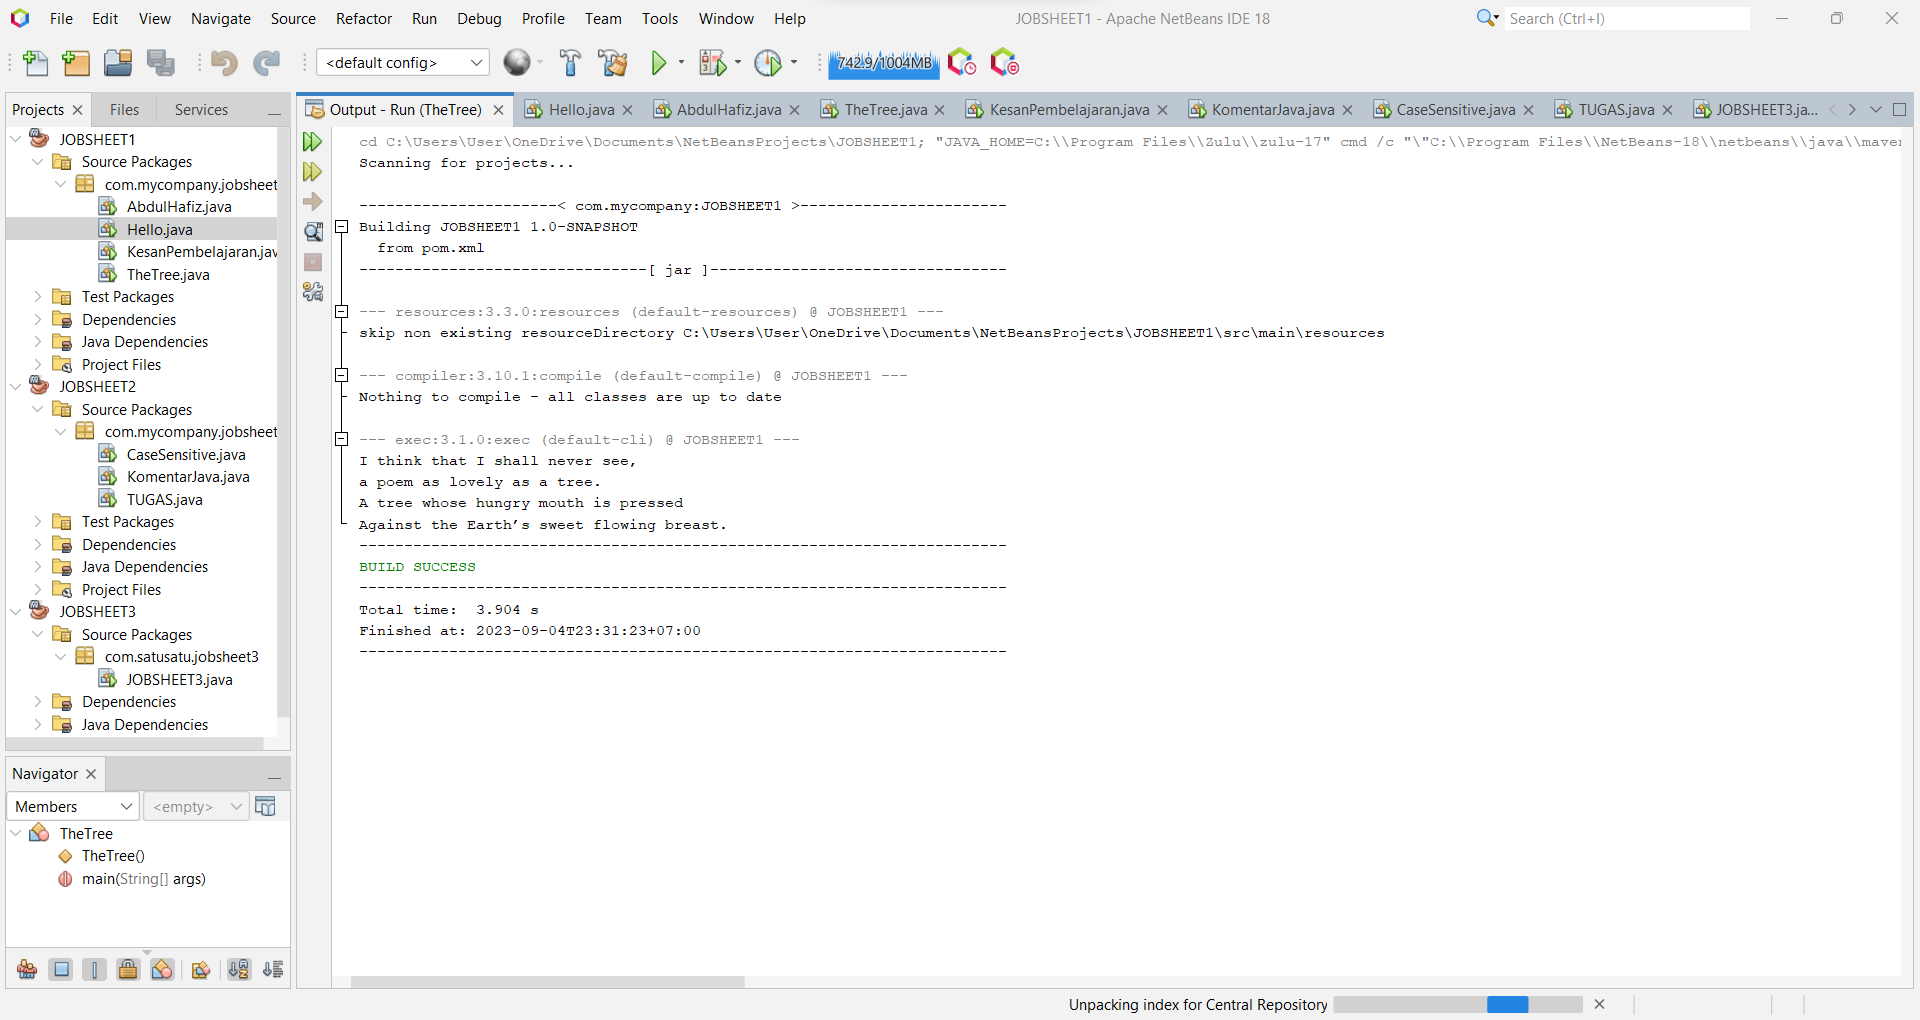 File Edit View Navigate Source Refactor Run Debug Profile Team Tools Window Help
JOBSHEET1 - Apache NetBeans IDE 18
Search (Ctrl+I)
<default config>
742.9/1004MB
Projects Files Services
Output - Run (TheTree) Hello.java AbdulHafiz.java TheTree.java KesanPembelajaran.java KomentarJava.java CaseSensitive.java TUGAS.java JOBSHEET3.ja...
JOBSHEET1
Source Packages
com.mycompany.jobsheet
AbdulHafiz.java
Hello.java
KesanPembelajaran.jav
TheTree.java
Test Packages
Dependencies
Java Dependencies
Project Files
JOBSHEET2
Source Packages
com.mycompany.jobsheet
CaseSensitive.java
KomentarJava.java
TUGAS.java
Test Packages
Dependencies
Java Dependencies
Project Files
JOBSHEET3
Source Packages
com.satusatu.jobsheet3
JOBSHEET3.java
Dependencies
Java Dependencies
Navigator
Members <empty>
TheTree
TheTree()
main(String[] args)
cd C:\Users\User\OneDrive\Documents\NetBeansProjects\JOBSHEET1; "JAVA_HOME=C:\\Program Files\\Zulu\\zulu-17" cmd /c "\"C:\\Program Files\\NetBeans-18\\netbeans\\java\\maven
Scanning for projects...
----------------------< com.mycompany:JOBSHEET1 >-----------------------
Building JOBSHEET1 1.0-SNAPSHOT
from pom.xml
--------------------------------[ jar ]---------------------------------
--- resources:3.3.0:resources (default-resources) @ JOBSHEET1 ---
skip non existing resourceDirectory C:\Users\User\OneDrive\Documents\NetBeansProjects\JOBSHEET1\src\main\resources
--- compiler:3.10.1:compile (default-compile) @ JOBSHEET1 ---
Nothing to compile - all classes are up to date
--- exec:3.1.0:exec (default-cli) @ JOBSHEET1 ---
I think that I shall never see,
a poem as lovely as a tree.
A tree whose hungry mouth is pressed
Against the Earth’s sweet flowing breast.
------------------------------------------------------------------------
BUILD SUCCESS
------------------------------------------------------------------------
Total time:  3.904 s
Finished at: 2023-09-04T23:31:23+07:00
------------------------------------------------------------------------
Unpacking index for Central Repository